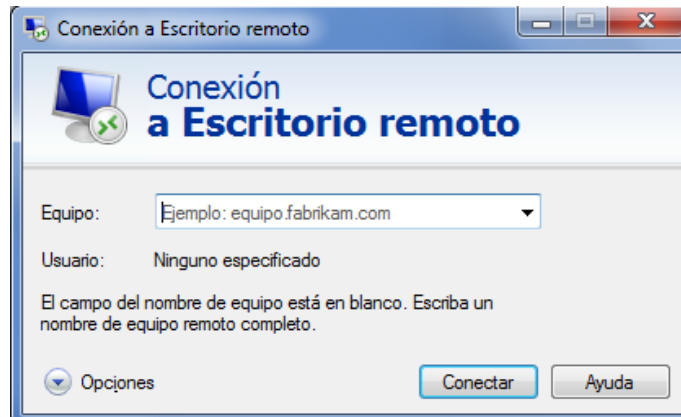 Conexión a Escritorio remoto
Conexión
a Escritorio remoto
Equipo:
Ejemplo: equipo.fabrikam.com
Usuario:
Ninguno especificado
El campo del nombre de equipo está en blanco. Escriba un
nombre de equipo remoto completo.
Opciones
Conectar
Ayuda